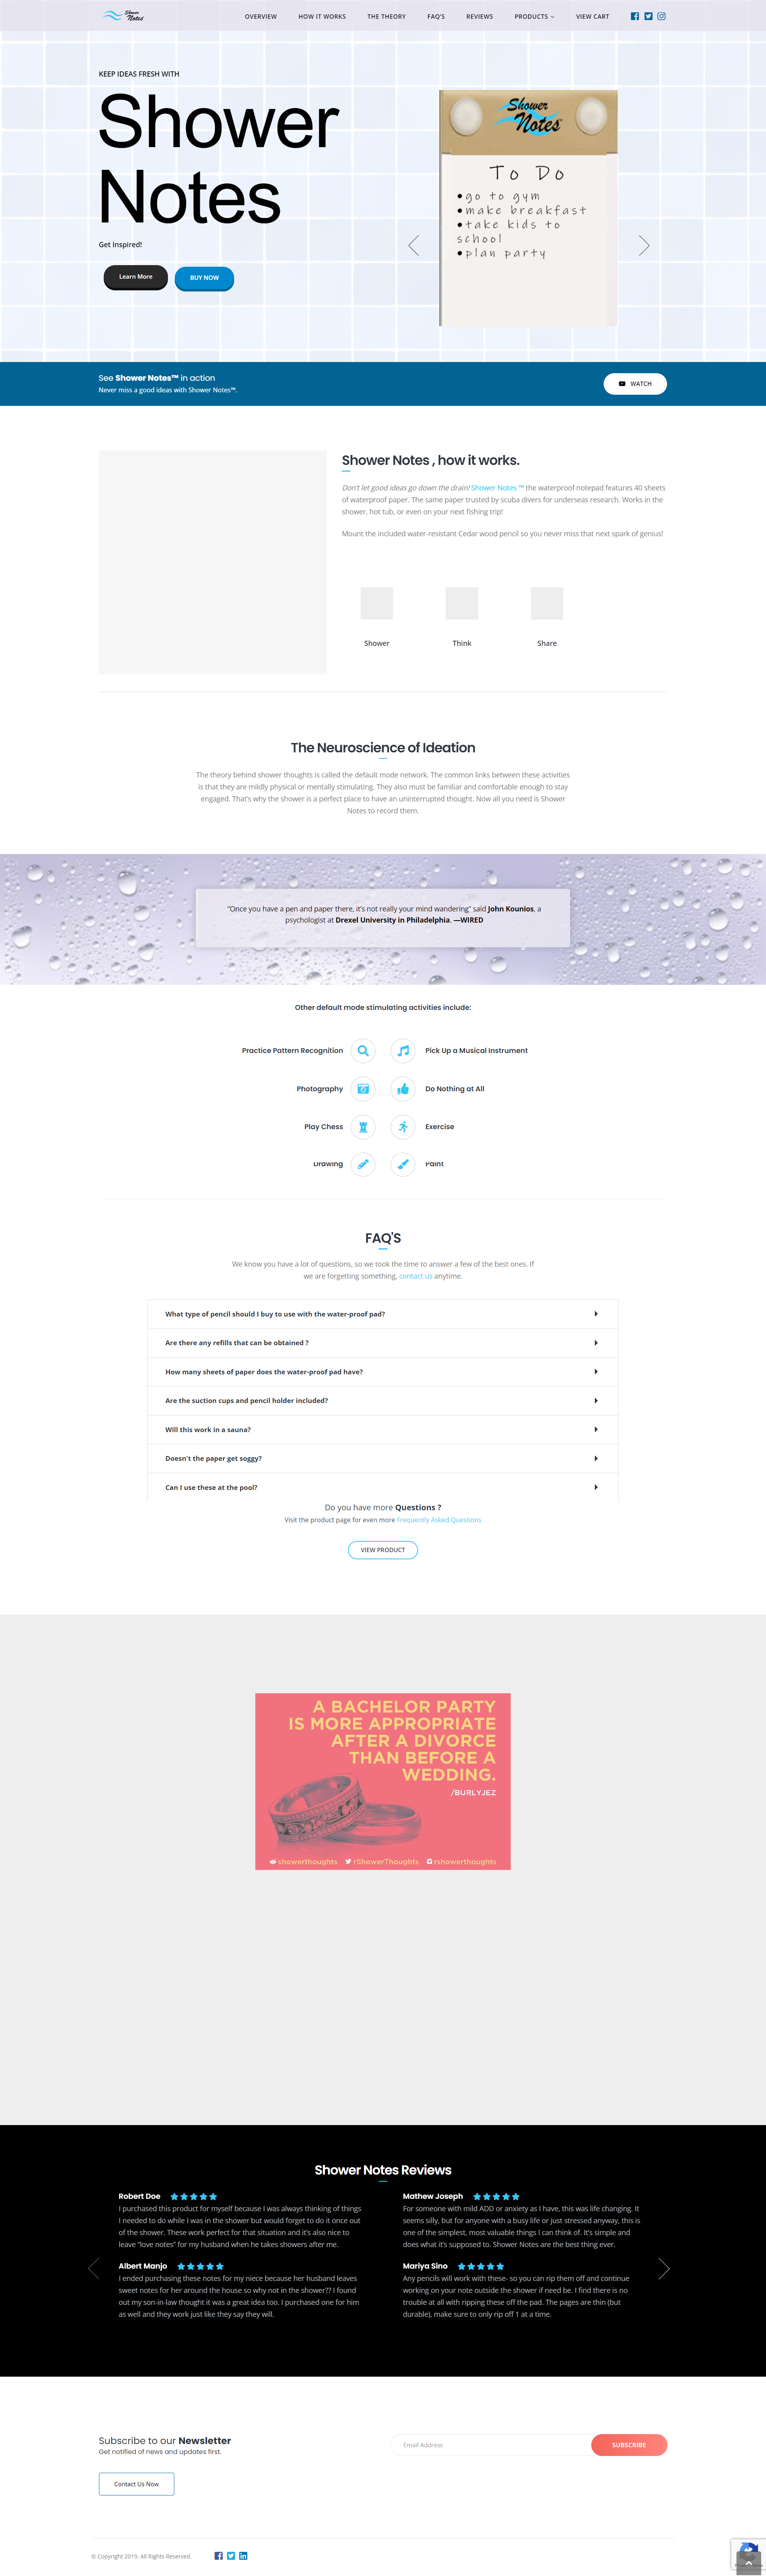 Shower Notes
OVERVIEW
HOW IT WORKS
THE THEORY
FAQ'S
REVIEWS
PRODUCTS
VIEW CART
KEEP IDEAS FRESH WITH
Shower
Notes
Get Inspired!
Learn More
BUY NOW
Shower
Notes™
To Do
•go to gym
•make breakfast
•take kids to
school
•plan party
See Shower Notes™ in action
Never miss a good ideas with Shower Notes™.
WATCH
Shower Notes , how it works.
Don't let good ideas go down the drain! Shower Notes ™ the waterproof notepad features 40 sheets
of waterproof paper. The same paper trusted by scuba divers for underseas research. Works in the
shower, hot tub, or even on your next fishing trip!
Mount the included water-resistant Cedar wood pencil so you never miss that next spark of genius!
Shower
Think
Share
The Neuroscience of Ideation
The theory behind shower thoughts is called the default mode network. The common links between these activities
is that they are mildly physical or mentally stimulating. They also must be familiar and comfortable enough to stay
engaged. That's why the shower is a perfect place to have an uninterrupted thought. Now all you need is Shower
Notes to record them.
"Once you have a pen and paper there, it's not really your mind wandering" said John Kounios, a
psychologist at Drexel University in Philadelphia. —WIRED
Other default mode stimulating activities include:
Practice Pattern Recognition
Pick Up a Musical Instrument
Photography
Do Nothing at All
Play Chess
Exercise
Drawing
Paint
FAQ'S
We know you have a lot of questions, so we took the time to answer a few of the best ones. If
we are forgetting something, contact us anytime.
What type of pencil should I buy to use with the water-proof pad?
Are there any refills that can be obtained ?
How many sheets of paper does the water-proof pad have?
Are the suction cups and pencil holder included?
Will this work in a sauna?
Doesn't the paper get soggy?
Can I use these at the pool?
Do you have more Questions ?
Visit the product page for even more Frequently Asked Questions
VIEW PRODUCT
A BACHELOR PARTY
IS MORE APPROPRIATE
AFTER A DIVORCE
THAN BEFORE A
WEDDING.
/BURLYJEZ
showerthoughts rShowerThoughts rshowerthoughts
Shower Notes Reviews
Robert Doe
I purchased this product for myself because I was always thinking of things
I needed to do while I was in the shower but would forget to do it once out
of the shower. These work perfect for that situation and it's also nice to
leave "love notes" for my husband when he takes showers after me.
Mathew Joseph
For someone with mild ADD or anxiety as I have, this was life changing. It
seems silly, but for anyone with a busy life or just stressed anyway, this is
one of the simplest, most valuable things I can think of. It's simple and
does what it's supposed to. Shower Notes are the best thing ever.
Albert Manjo
I ended purchasing these notes for my niece because her husband leaves
sweet notes for her around the house so why not in the shower?? I found
out my son-in-law thought it was a great idea too. I purchased one for him
as well and they work just like they say they will.
Mariya Sino
Any pencils will work with these- so you can rip them off and continue
working on your note outside the shower if need be. I find there is no
trouble at all with ripping these off the pad. The pages are thin (but
durable), make sure to only rip off 1 at a time.
Subscribe to our Newsletter
Get notified of news and updates first.
Email Address
SUBSCRIBE
Contact Us Now
© Copyright 2019. All Rights Reserved.